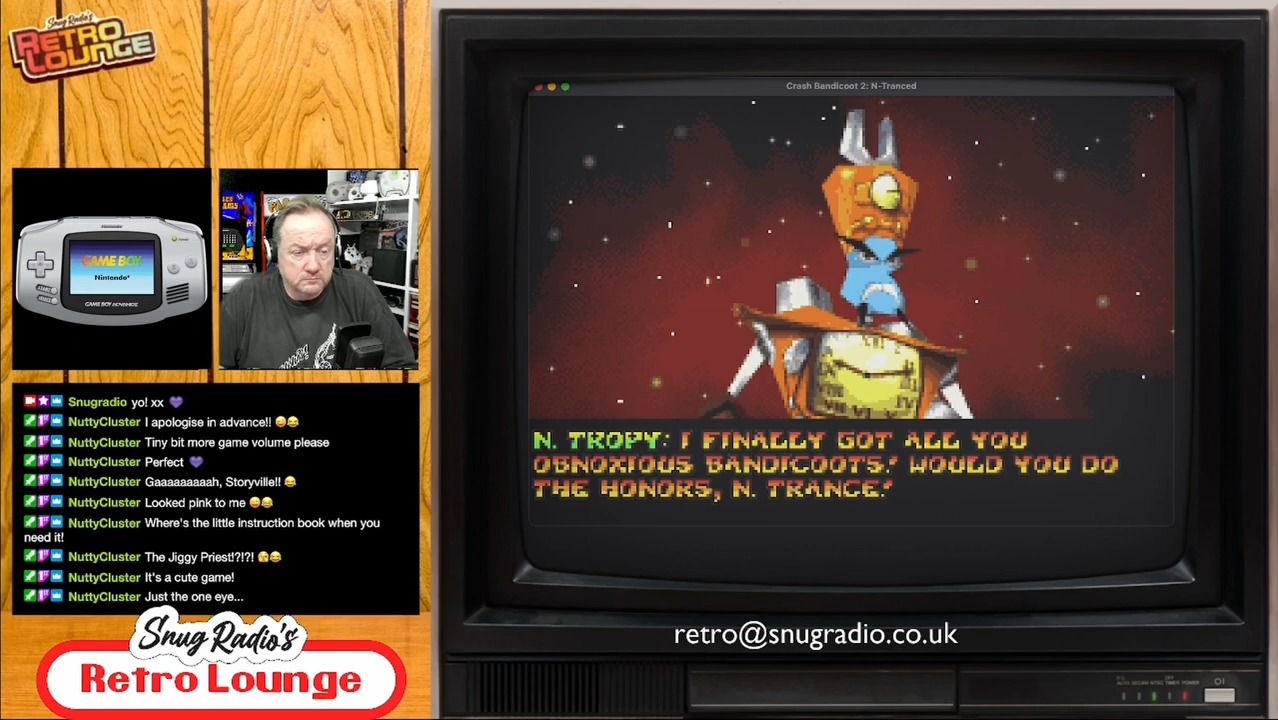 Snug Radio's
RETRO
LOUNGE
Crash Bandicoot 2: N-Tranced
GAME BOY
Nintendo
GAME BOY ADVANCE
N. TROPY: I FINALLY GOT ALL YOU
OBNOXIOUS BANDICOOTS! WOULD YOU DO
THE HONORS, N. TRANCE!
Snugradio yo! xx
NuttyCluster I apologise in advance!!
NuttyCluster Tiny bit more game volume please
NuttyCluster Perfect
NuttyCluster Gaaaaaaaaah, Storyville!!
NuttyCluster Looked pink to me
NuttyCluster Where's the little instruction book when you
need it!
NuttyCluster The Jiggy Priest!?!?!
NuttyCluster It's a cute game!
NuttyCluster Just the one eye...
Snug Radio's
Retro Lounge
retro@snugradio.co.uk